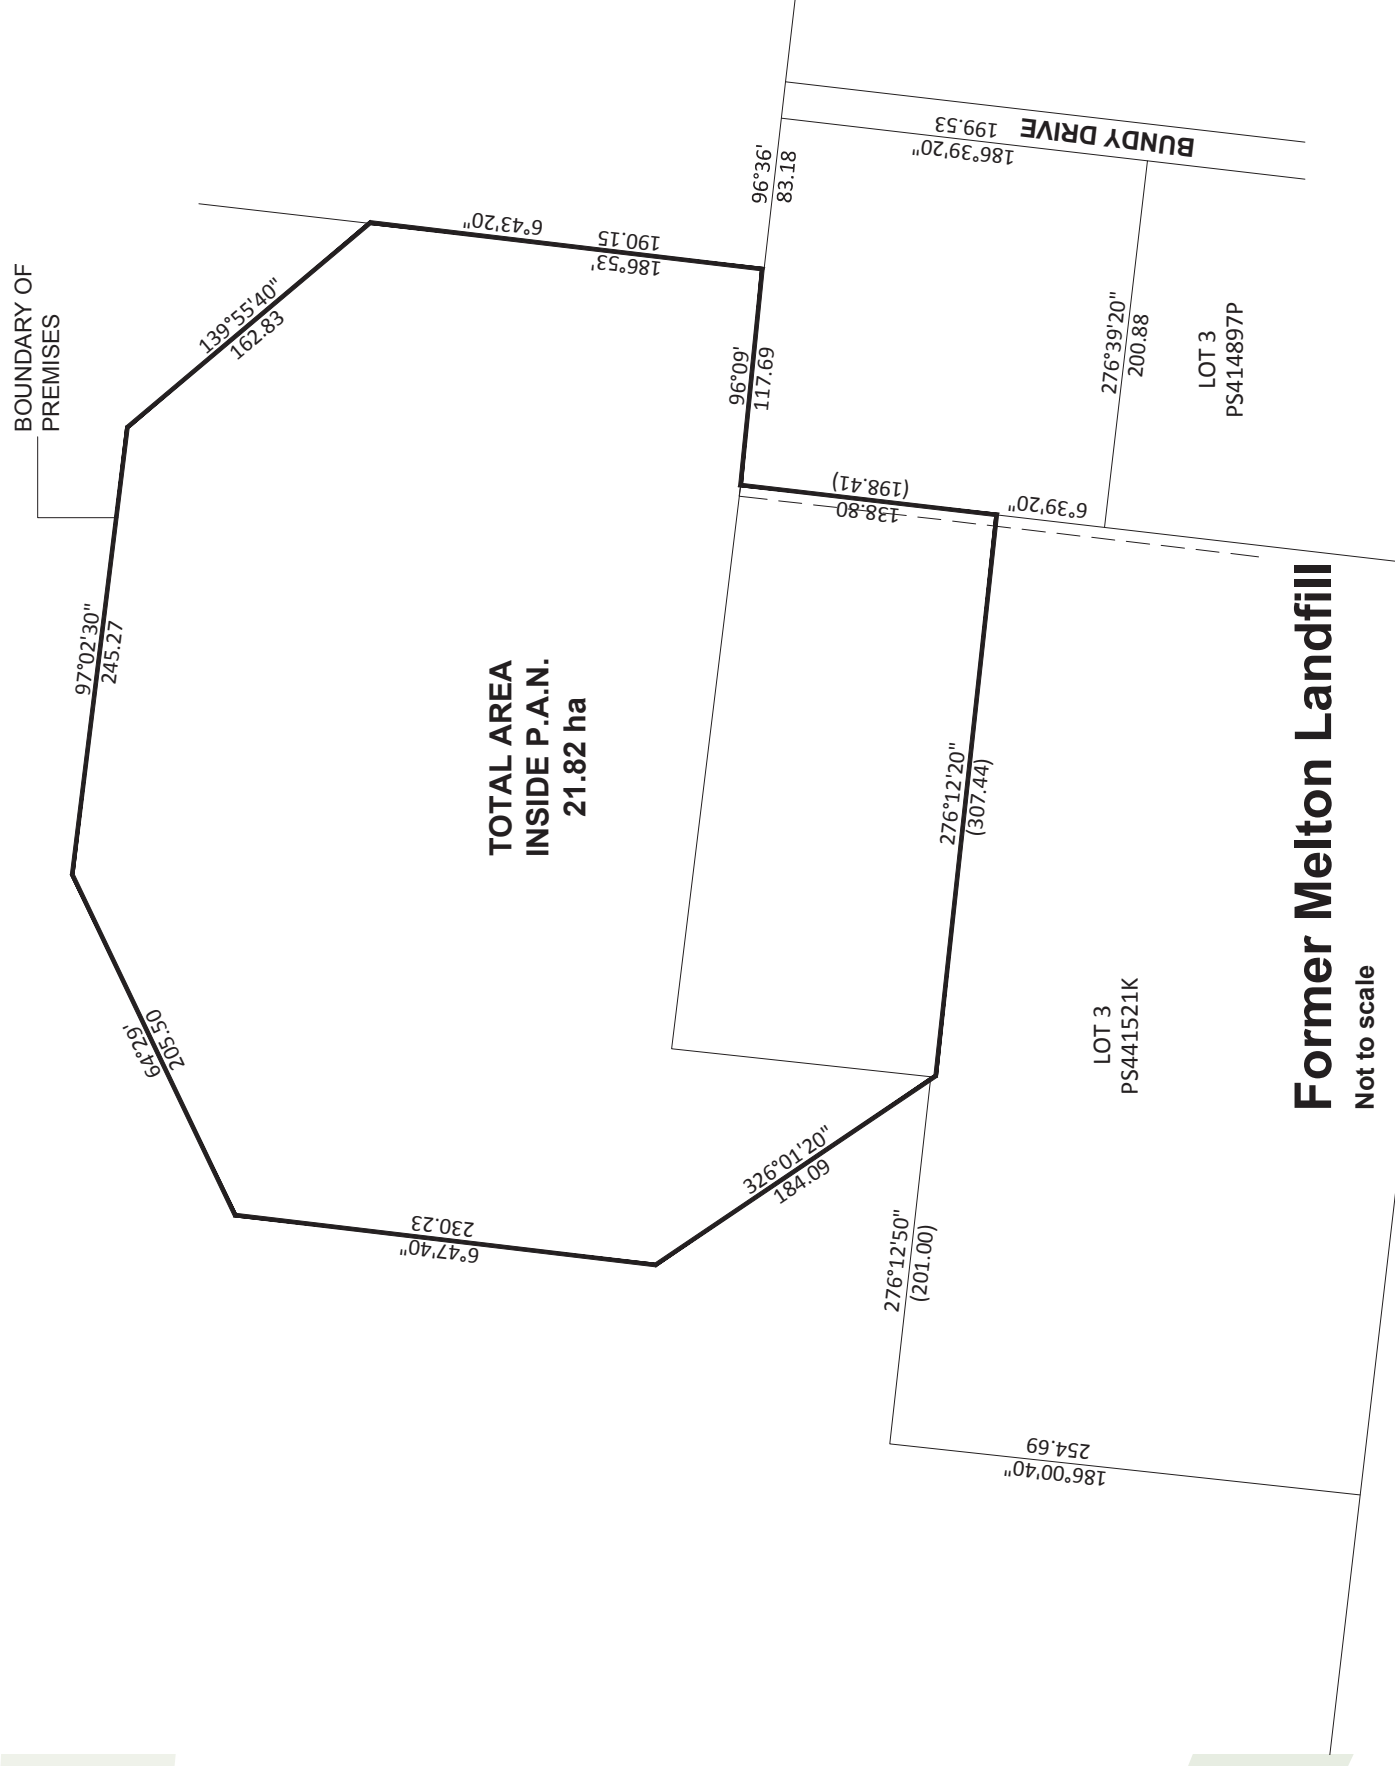 BOUNDARY OF
PREMISES
139°55'40"
162.83
97°02'30"
245.27
64°29'
205.50
6°47'40"
230.23
326°01'20"
184.09
276°12'20"
(307.44)
138.80
(198.41)
96°09'
117.69
186°53'
190.15
6°43'20"
96°36'
83.18
199.53
186°39'20"
BUNDY DRIVE
276°39'20"
200.88
6°39'20"
LOT 3
PS414897P
TOTAL AREA
INSIDE P.A.N.
21.82 ha
276°12'50"
(201.00)
254.69
186°00'40"
LOT 3
PS441521K
Former Melton Landfill
Not to scale